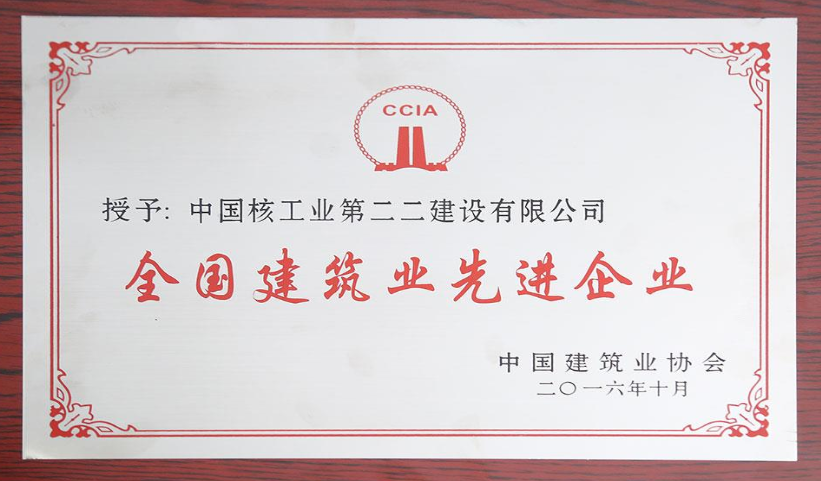 CCIA
授予: 中国核工业第二二建设有限公司
全国建筑业先进企业
中国建筑业协会
二〇一六年十月